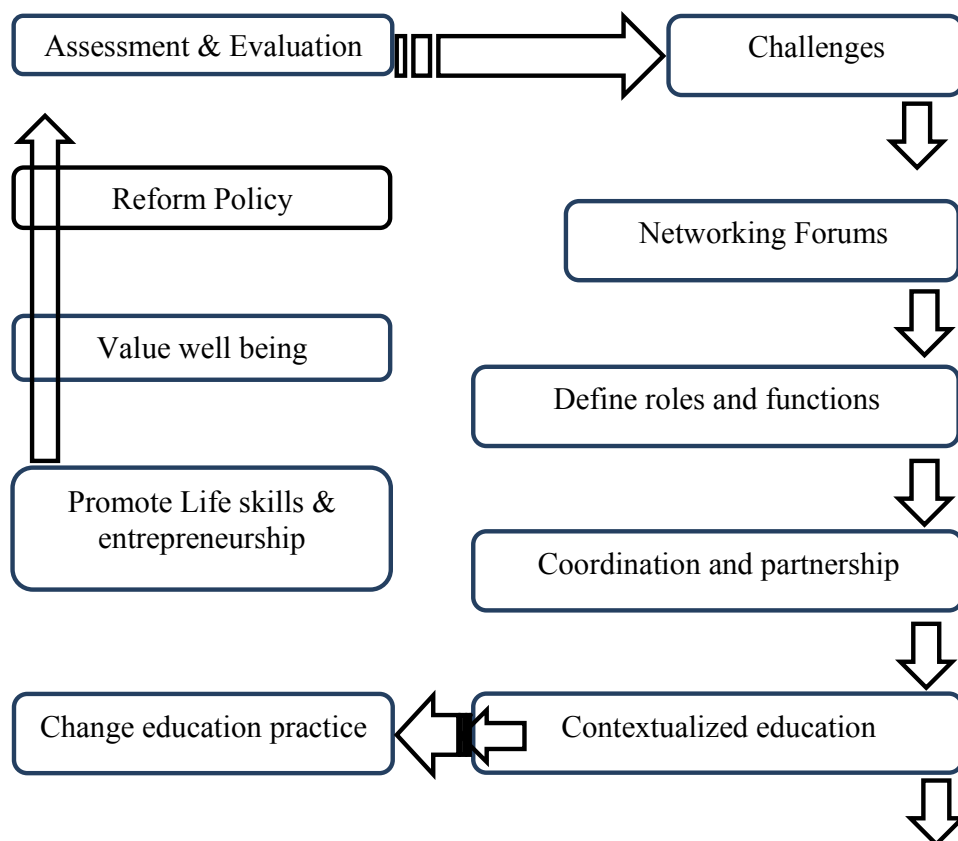 Assessment & Evaluation
Challenges
Reform Policy
Networking Forums
Value well being
Define roles and functions
Promote Life skills &
entrepreneurship
Coordination and partnership
Change education practice
Contextualized education